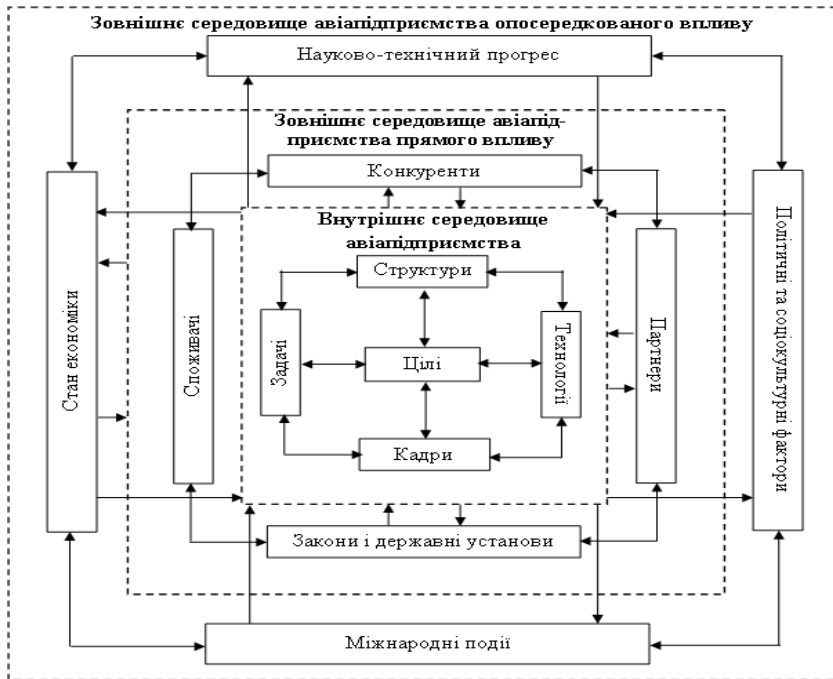 Зовнішнє середовище авіапідприємства опосередкованого впливу
Науково-технічний прогрес
Зовнішнє середовище авіапід-
приємства прямого впливу
Конкуренти
Внутрішнє середовище
авіапідприємства
Структури
Стан економіки
Споживачі
Задачі
Цілі
Технології
Партнери
Політичні та соціокультурні фактори
Кадри
Закони і державні установи
Міжнародні події